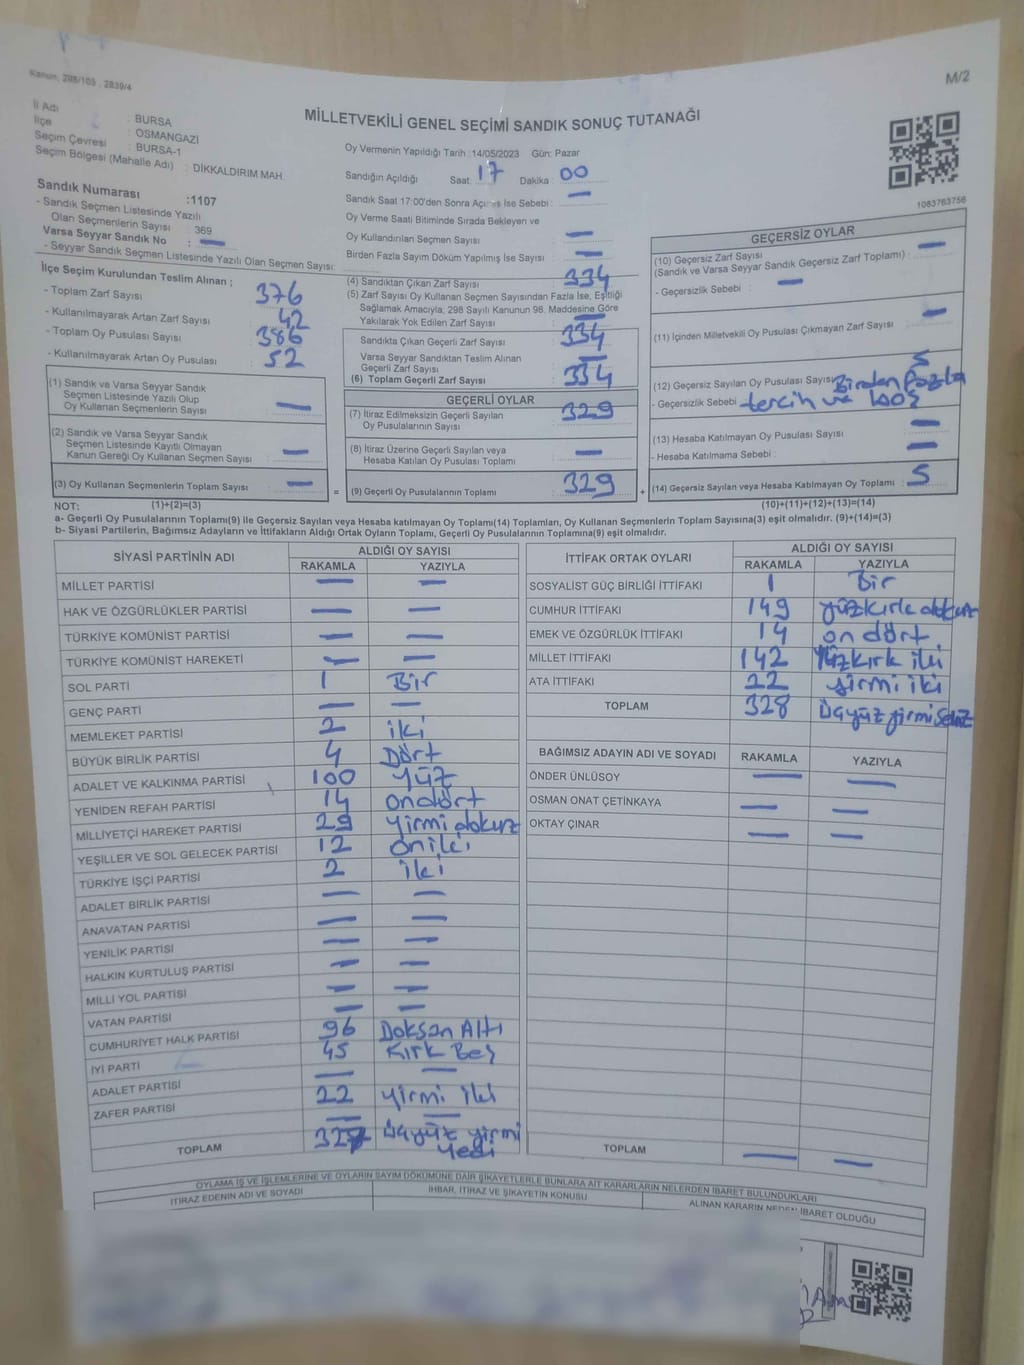 Kanun, 298/105 , 2839/4
M/2
İl Adı : BURSA
İlçe : OSMANGAZİ
Seçim Çevresi : BURSA-1
Seçim Bölgesi (Mahalle Adı) : DİKKALDIRIM MAH
MİLLETVEKİLİ GENEL SEÇİMİ SANDIK SONUÇ TUTANAĞI
Oy Vermenin Yapıldığı Tarih :14/05/2023 Gün: Pazar
Sandığın Açıldığı Saat: 17 Dakika : 00
Sandık Saat 17:00'den Sonra Açılmış İse Sebebi : —
Oy Verme Saati Bitiminde Sırada Bekleyen ve
Oy Kullandırılan Seçmen Sayısı : —
Birden Fazla Sayım Döküm Yapılmış İse Sayısı : —
1063763756
Sandık Numarası :1107
- Sandık Seçmen Listesinde Yazılı
Olan Seçmenlerin Sayısı : 369
Varsa Seyyar Sandık No : —
- Seyyar Sandık Seçmen Listesinde Yazılı Olan Seçmen Sayısı:
İlçe Seçim Kurulundan Teslim Alınan ;
- Toplam Zarf Sayısı : 376
- Kullanılmayarak Artan Zarf Sayısı : 42
- Toplam Oy Pusulası Sayısı : 386
- Kullanılmayarak Artan Oy Pusulası : 52
(1) Sandık ve Varsa Seyyar Sandık
Seçmen Listesinde Yazılı Olup
Oy Kullanan Seçmenlerin Sayısı : —
(2) Sandık ve Varsa Seyyar Sandık
Seçmen Listesinde Kayıtlı Olmayan
Kanun Gereği Oy Kullanan Seçmen Sayısı : —
(3) Oy Kullanan Seçmenlerin Toplam Sayısı : —
(1)+(2)=(3)
(4) Sandıktan Çıkan Zarf Sayısı : 334
(5) Zarf Sayısı Oy Kullanan Seçmen Sayısından Fazla İse, Eşitliği
Sağlamak Amacıyla; 298 Sayılı Kanunun 98. Maddesine Göre
Yakılarak Yok Edilen Zarf Sayısı : —
Sandıkta Çıkan Geçerli Zarf Sayısı : 334
Varsa Seyyar Sandıktan Teslim Alınan
Geçerli Zarf Sayısı : —
(6) Toplam Geçerli Zarf Sayısı : 334
GEÇERLİ OYLAR
(7) İtiraz Edilmeksizin Geçerli Sayılan
Oy Pusulalarının Sayısı : 329
(8) İtiraz Üzerine Geçerli Sayılan veya
Hesaba Katılan Oy Pusulası Toplamı : —
= (9) Geçerli Oy Pusulalarının Toplamı : 329
GEÇERSİZ OYLAR
(10) Geçersiz Zarf Sayısı
(Sandık ve Varsa Seyyar Sandık Geçersiz Zarf Toplamı) : —
- Geçersizlik Sebebi : —
(11) İçinden Milletvekili Oy Pusulası Çıkmayan Zarf Sayısı : —
(12) Geçersiz Sayılan Oy Pusulası Sayısı : 5
- Geçersizlik Sebebi : Birden fazla
tercih ve boş
(13) Hesaba Katılmayan Oy Pusulası Sayısı : —
- Hesaba Katılmama Sebebi : —
+ (14) Geçersiz Sayılan veya Hesaba Katılmayan Oy Toplamı : 5
(10)+(11)+(12)+(13)=(14)
NOT:
a- Geçerli Oy Pusulalarının Toplamı(9) ile Geçersiz Sayılan veya Hesaba katılmayan Oy Toplamı(14) Toplamları, Oy Kullanan Seçmenlerin Toplam Sayısına(3) eşit olmalıdır. (9)+(14)=(3)
b- Siyasi Partilerin, Bağımsız Adayların ve İttifakların Aldığı Ortak Oyların Toplamı, Geçerli Oy Pusulalarının Toplamına(9) eşit olmalıdır.
SİYASİ PARTİNİN ADI ALDIĞI OY SAYISI
RAKAMLA YAZIYLA
MİLLET PARTİSİ — —
HAK VE ÖZGÜRLÜKLER PARTİSİ — —
TÜRKİYE KOMÜNİST PARTİSİ — —
TÜRKİYE KOMÜNİST HAREKETİ — —
SOL PARTİ 1 Bir
GENÇ PARTİ — —
MEMLEKET PARTİSİ 2 iki
BÜYÜK BİRLİK PARTİSİ 4 Dört
ADALET VE KALKINMA PARTİSİ 100 Yüz
YENİDEN REFAH PARTİSİ 14 ondört
MİLLİYETÇİ HAREKET PARTİSİ 29 yirmi dokuz
YEŞİLLER VE SOL GELECEK PARTİSİ 12 oniki
TÜRKİYE İŞÇİ PARTİSİ 2 iki
ADALET BİRLİK PARTİSİ — —
ANAVATAN PARTİSİ — —
YENİLİK PARTİSİ — —
HALKIN KURTULUŞ PARTİSİ — —
MİLLİ YOL PARTİSİ — —
VATAN PARTİSİ — —
CUMHURİYET HALK PARTİSİ 96 Doksan Altı
İYİ PARTİ 45 Kırk Beş
ADALET PARTİSİ — —
ZAFER PARTİSİ 22 yirmi iki
— —
TOPLAM 327 üçyüz yirmi
yedi
İTTİFAK ORTAK OYLARI ALDIĞI OY SAYISI
RAKAMLA YAZIYLA
SOSYALİST GÜÇ BİRLİĞİ İTTİFAKI 1 Bir
CUMHUR İTTİFAKI 149 yüzkırk dokuz
EMEK VE ÖZGÜRLÜK İTTİFAKI 14 on dört
MİLLET İTTİFAKI 142 Yüzkırk iki
ATA İTTİFAKI 22 yirmi iki
TOPLAM 328 üçyüz yirmi sekiz
BAĞIMSIZ ADAYIN ADI VE SOYADI RAKAMLA YAZIYLA
ÖNDER ÜNLÜSOY — —
OSMAN ONAT ÇETİNKAYA — —
OKTAY ÇINAR — —
TOPLAM — —
OYLAMA İŞ VE İŞLEMLERİNE VE OYLARIN SAYIM DÖKÜMÜNE DAİR ŞİKAYETLERLE BUNLARA AİT KARARLARIN NELERDEN İBARET BULUNDUKLARI
İTİRAZ EDENİN ADI VE SOYADI İHBAR, İTİRAZ VE ŞİKAYETİN KONUSU ALINAN KARARIN NEDEN İBARET OLDUĞU